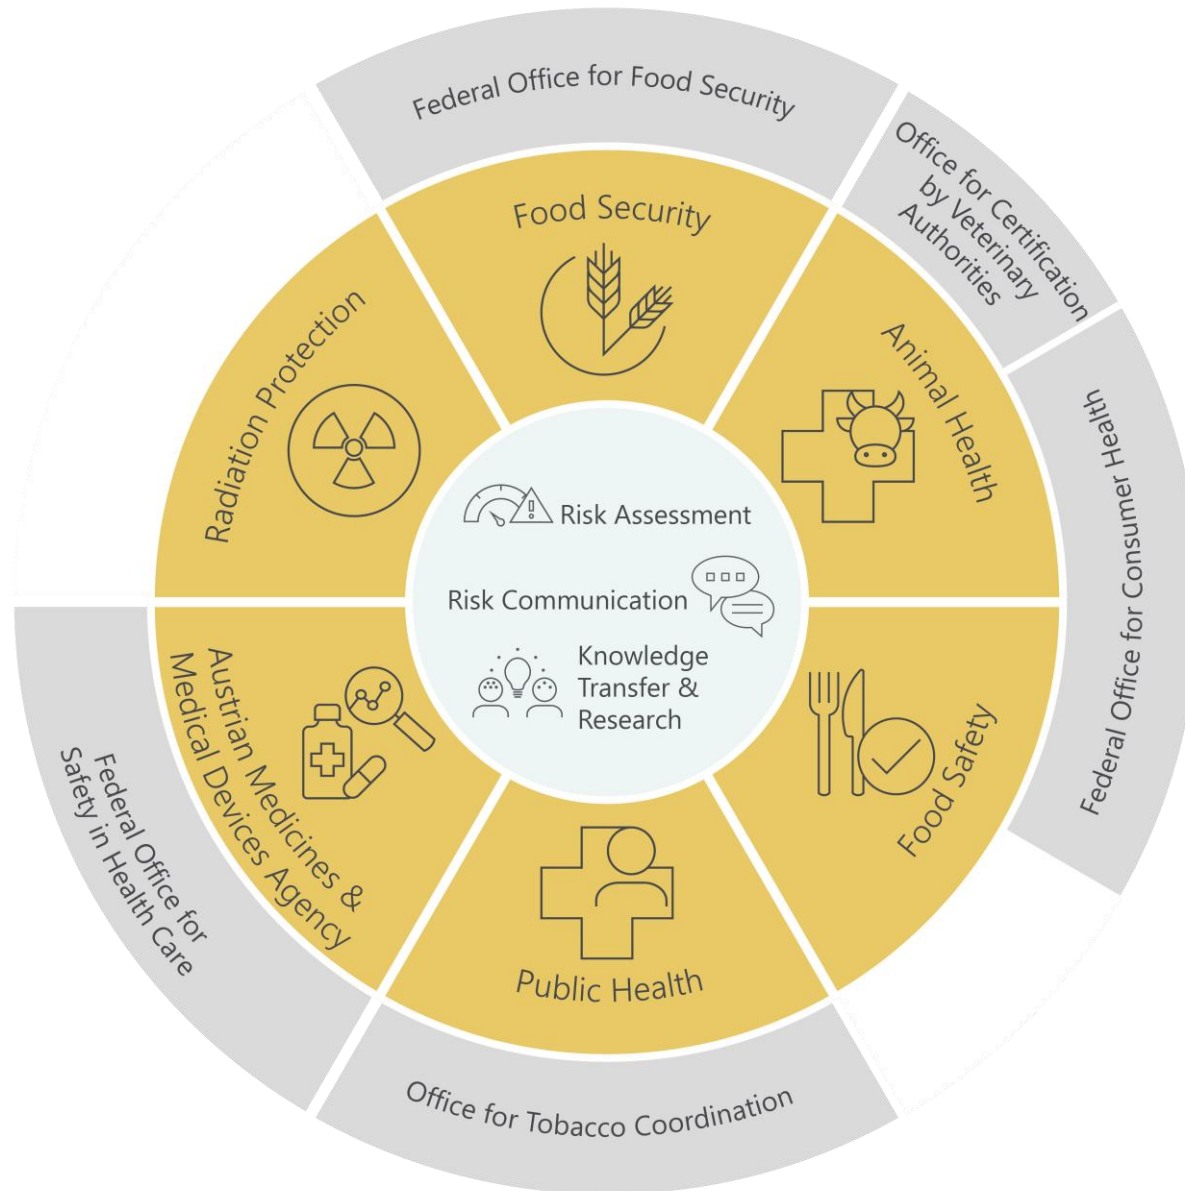 Federal Office for Food Security
Office for Certification
by Veterinary
Authorities
Federal Office for Consumer Health
Food Security
Animal Health
Food Safety
Public Health
Austrian Medicines &
Medical Devices Agency
Radiation Protection
Risk Assessment
Risk Communication
Knowledge
Transfer &
Research
Federal Office for
Safety in Health Care
Office for Tobacco Coordination